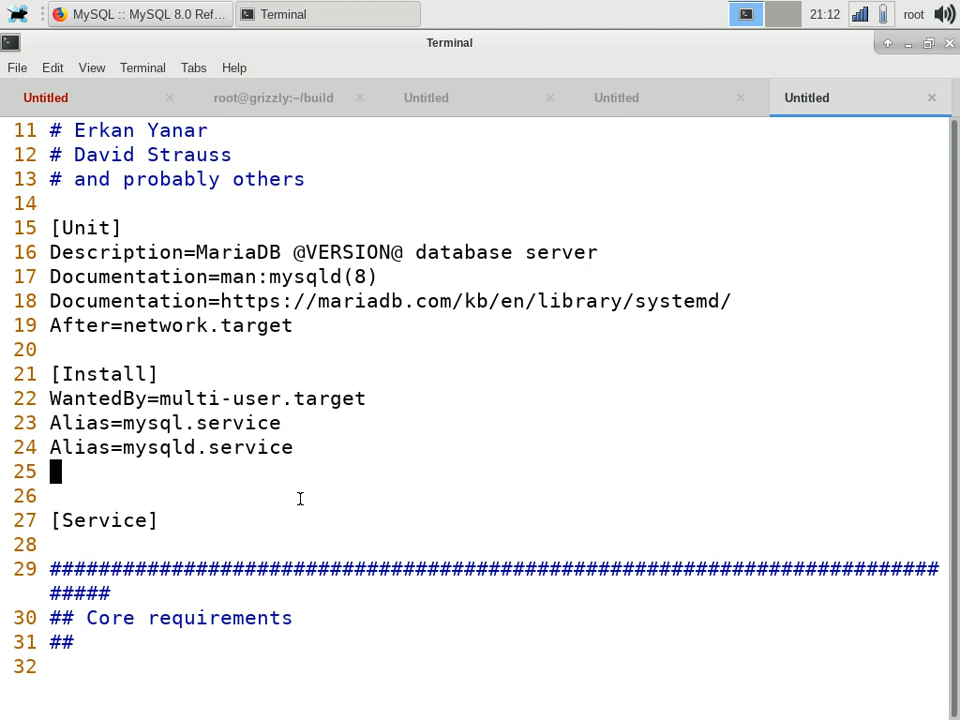 MySQL :: MySQL 8.0 Ref...
Terminal
21:12
root
Terminal
File Edit View Terminal Tabs Help
Untitled
root@grizzly:~/build
Untitled
Untitled
Untitled
11 # Erkan Yanar
12 # David Strauss
13 # and probably others
14
15 [Unit]
16 Description=MariaDB @VERSION@ database server
17 Documentation=man:mysqld(8)
18 Documentation=https://mariadb.com/kb/en/library/systemd/
19 After=network.target
20
21 [Install]
22 WantedBy=multi-user.target
23 Alias=mysql.service
24 Alias=mysqld.service
25
26
27 [Service]
28
29 #########################################################################
#####
30 ## Core requirements
31 ##
32